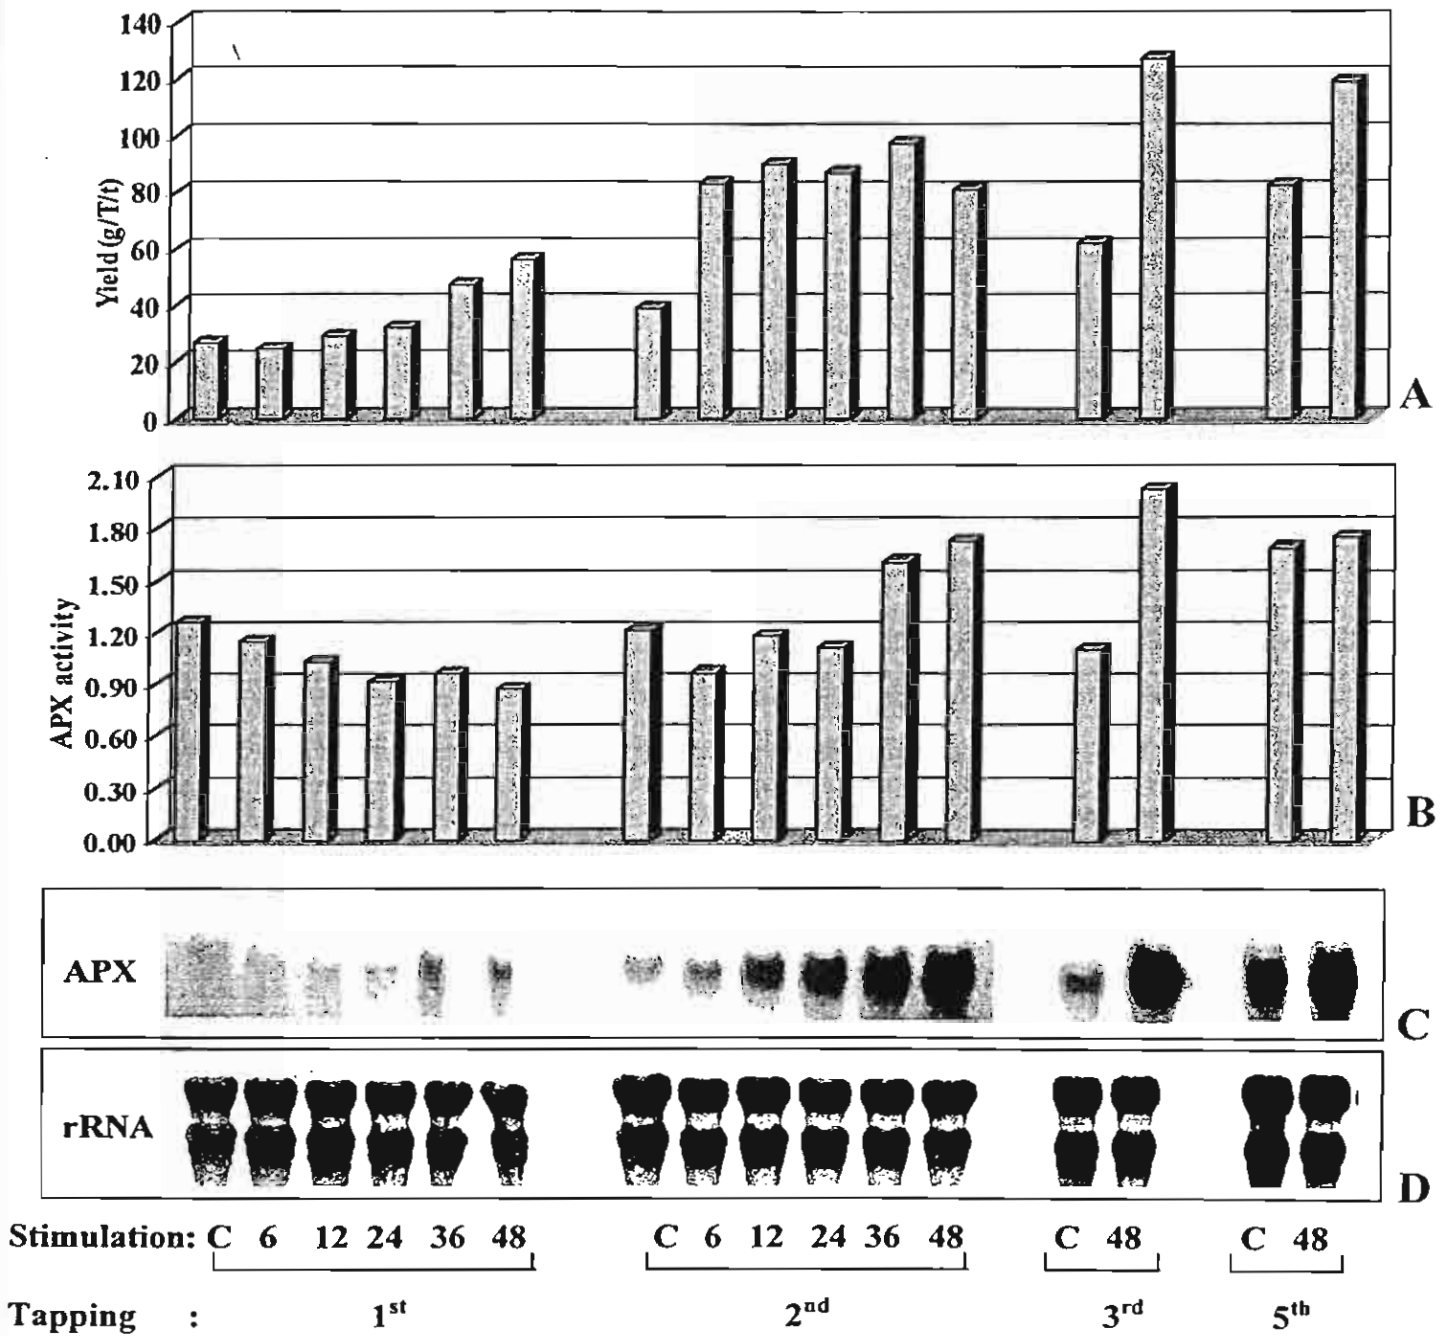 140
120
100
80
60
40
20
0
Yield (g/T/t)
A
2.10
1.80
1.50
1.20
0.90
0.60
0.30
0.00
APX activity
B
APX
C
rRNA
D
Stimulation: C 6 12 24 36 48 C 6 12 24 36 48 C 48 C 48
Tapping : 1st 2nd 3rd 5th